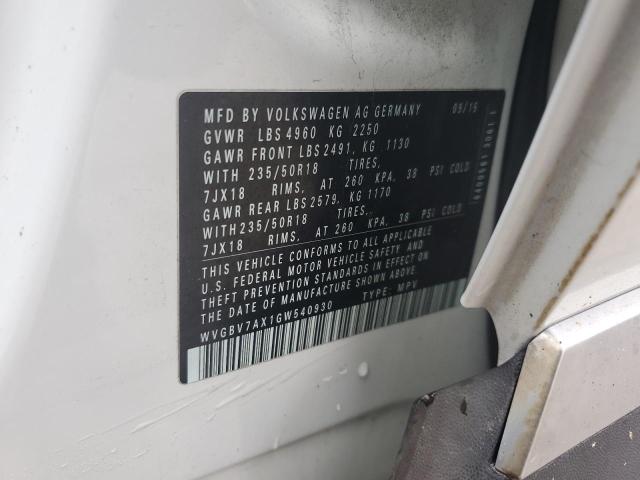 MFD BY VOLKSWAGEN AG GERMANY 09/16
GVWR LBS 4960 KG 2250
GAWR FRONT LBS 2491, KG 1130
WITH 235/50R18 TIRES,
7JX18 RIMS, AT 260 KPA, 38 PSI COLD
GAWR REAR LBS 2579, KG 1170
WITH235/50R18 TIRES,
7JX18 RIMS, AT 260 KPA, 38 PSI COLD
THIS VEHICLE CONFORMS TO ALL APPLICABLE
U.S. FEDERAL MOTOR VEHICLE SAFETY AND
THEFT PREVENTION STANDARDS IN EFFECT ON
THE DATE OF MANUFACTURE SHOWN ABOVE.
WVGBV7AX1GW540930 TYPE: MPV